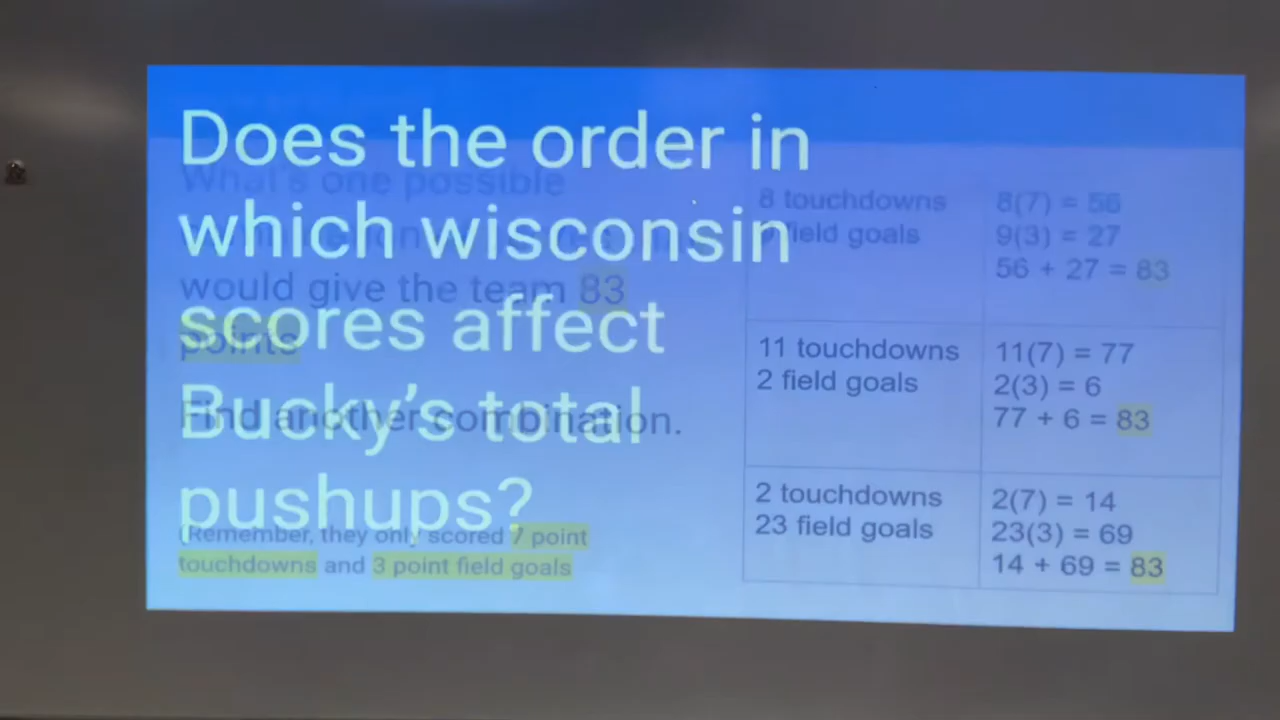 Does the order in
which wisconsin
scores affect
Bucky's total
pushups?
What's one possible
would give the team 83
points
Find another combination.
(Remember, they only scored 7 point
touchdowns and 3 point field goals
8 touchdowns
field goals
8(7) = 56
9(3) = 27
56 + 27 = 83
11 touchdowns
2 field goals
11(7) = 77
2(3) = 6
77 + 6 = 83
2 touchdowns
23 field goals
2(7) = 14
23(3) = 69
14 + 69 = 83